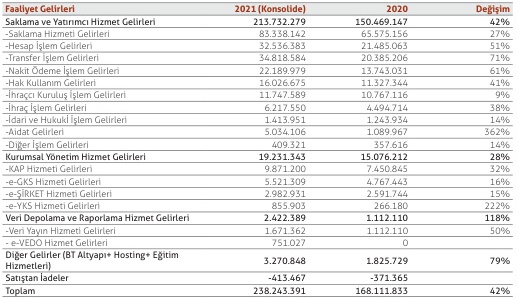 Faaliyet Gelirleri 2021 (Konsolide) 2020 Değişim
Saklama ve Yatırımcı Hizmet Gelirleri 213.732.279 150.469.147 42%
-Saklama Hizmeti Gelirleri 83.338.142 65.575.156 27%
-Hesap İşlem Gelirleri 32.536.383 21.485.063 51%
-Transfer İşlem Gelirleri 34.818.584 20.385.206 71%
-Nakit Ödeme İşlem Gelirleri 22.189.979 13.743.031 61%
-Hak Kullanım Gelirleri 16.026.675 11.327.344 41%
-İhraççı Kuruluş İşlem Gelirleri 11.747.589 10.767.116 9%
-İhraç İşlem Gelirleri 6.217.550 4.494.714 38%
-İdari ve Hukuki İşlem Gelirleri 1.413.951 1.243.934 14%
-Aidat Gelirleri 5.034.106 1.089.967 362%
-Diğer İşlem Gelirleri 409.321 357.616 14%
Kurumsal Yönetim Hizmet Gelirleri 19.231.343 15.076.212 28%
-KAP Hizmeti Gelirleri 9.871.200 7.450.845 32%
-e-GKS Hizmeti Gelirleri 5.521.309 4.767.443 16%
-e-ŞİRKET Hizmeti Gelirleri 2.982.931 2.591.744 15%
-e-YKS Hizmeti Gelirleri 855.903 266.180 222%
Veri Depolama ve Raporlama Hizmet Gelirleri 2.422.389 1.112.110 118%
-Veri Yayın Hizmeti Gelirleri 1.671.362 1.112.110 50%
- e-VEDO Hizmet Gelirleri 751.027 0
Diğer Gelirler (BT Altyapı+ Hosting+ Eğitim
Hizmetleri) 3.270.848 1.825.729 79%
Satıştan İadeler -413.467 -371.365
Toplam 238.243.391 168.111.833 42%